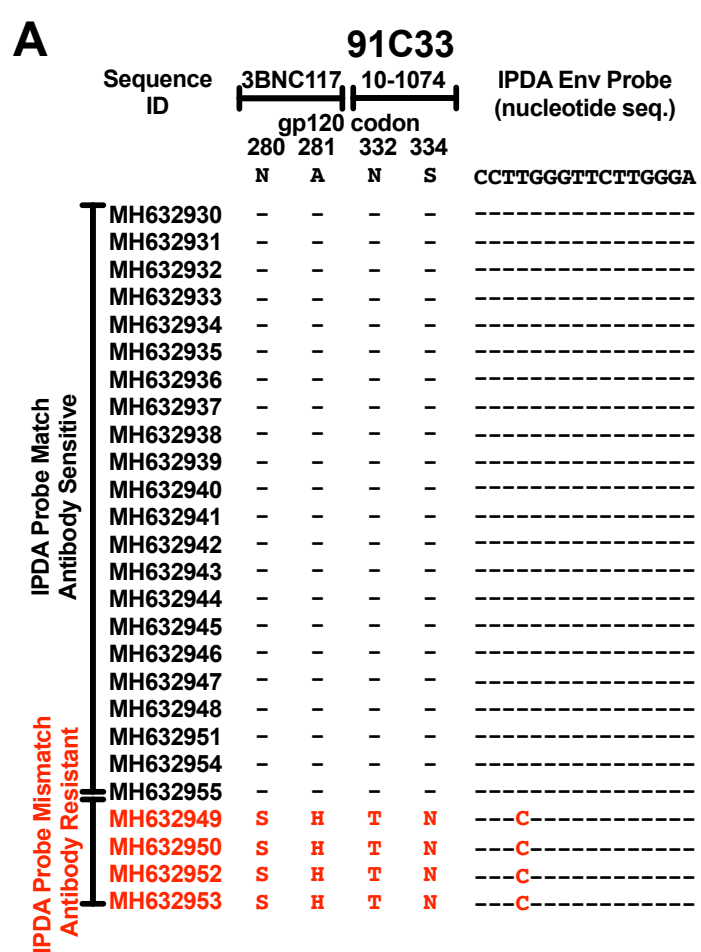 A
91C33
Sequence ID
3BNC117 10-1074
IPDA Env Probe
(nucleotide seq.)
gp120 codon
280 281 332 334
N A N S CCTTGGGTTCTTGGGA
IPDA Probe Match
Antibody Sensitive
MH632930 - - - - ----------------
MH632931 - - - - ----------------
MH632932 - - - - ----------------
MH632933 - - - - ----------------
MH632934 - - - - ----------------
MH632935 - - - - ----------------
MH632936 - - - - ----------------
MH632937 - - - - ----------------
MH632938 - - - - ----------------
MH632939 - - - - ----------------
MH632940 - - - - ----------------
MH632941 - - - - ----------------
MH632942 - - - - ----------------
MH632943 - - - - ----------------
MH632944 - - - - ----------------
MH632945 - - - - ----------------
MH632946 - - - - ----------------
MH632947 - - - - ----------------
MH632948 - - - - ----------------
MH632951 - - - - ----------------
MH632954 - - - - ----------------
MH632955 - - - - ----------------
IPDA Probe Mismatch
Antibody Resistant
MH632949 S H T N ---C------------
MH632950 S H T N ---C------------
MH632952 S H T N ---C------------
MH632953 S H T N ---C------------